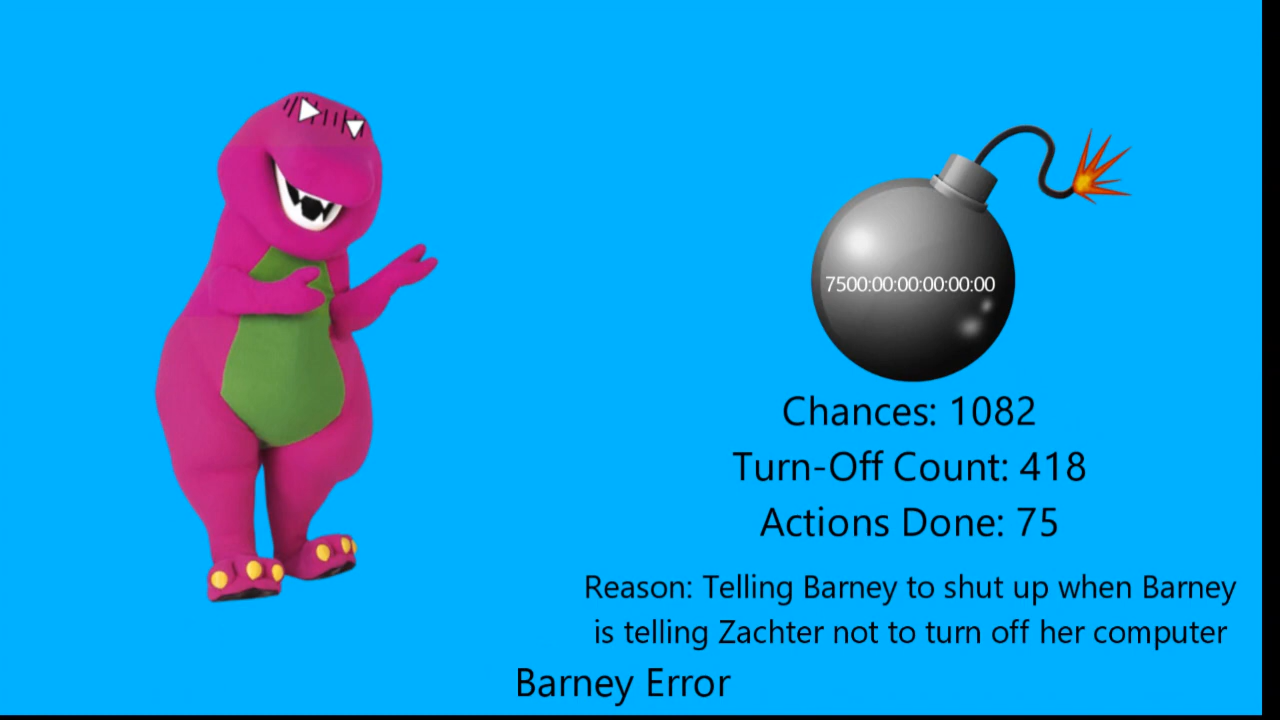 7500:00:00:00:00:00
Chances: 1082
Turn-Off Count: 418
Actions Done: 75
Reason: Telling Barney to shut up when Barney
is telling Zachter not to turn off her computer
Barney Error